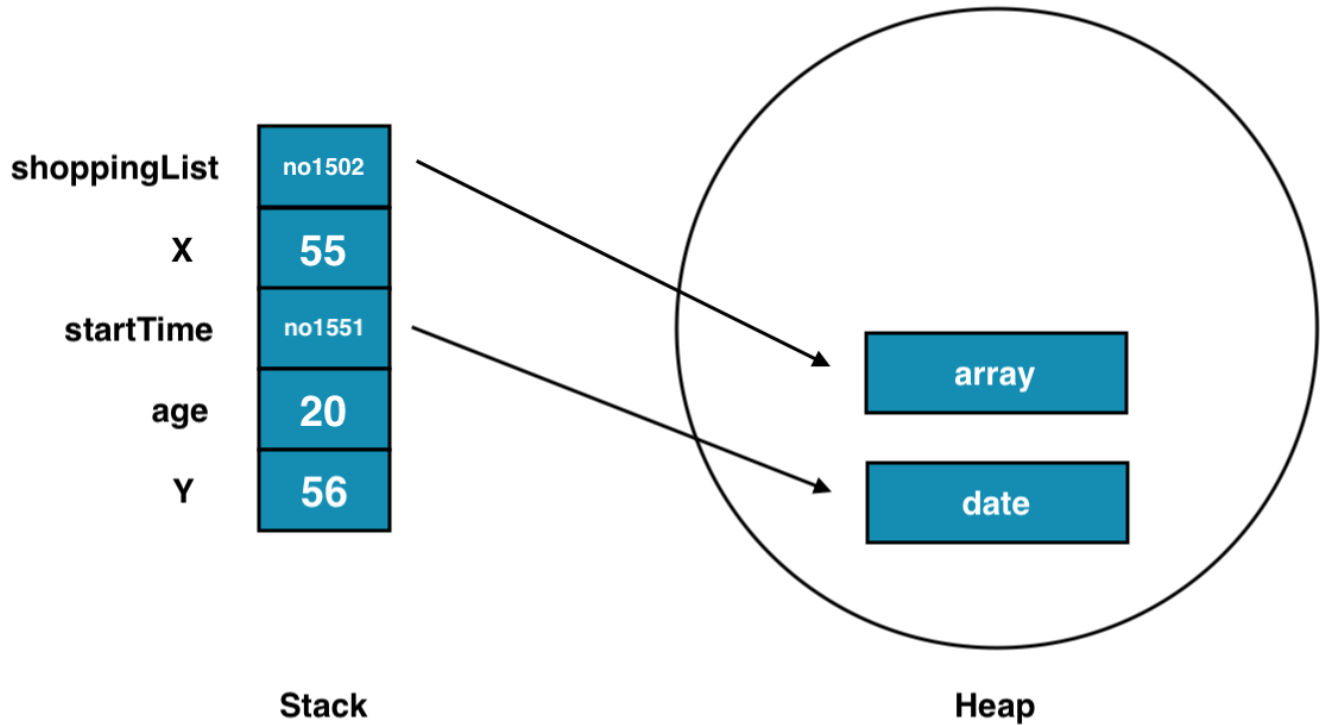 shoppingList
no1502
X
55
startTime
no1551
age
20
Y
56
array
date
Stack
Heap